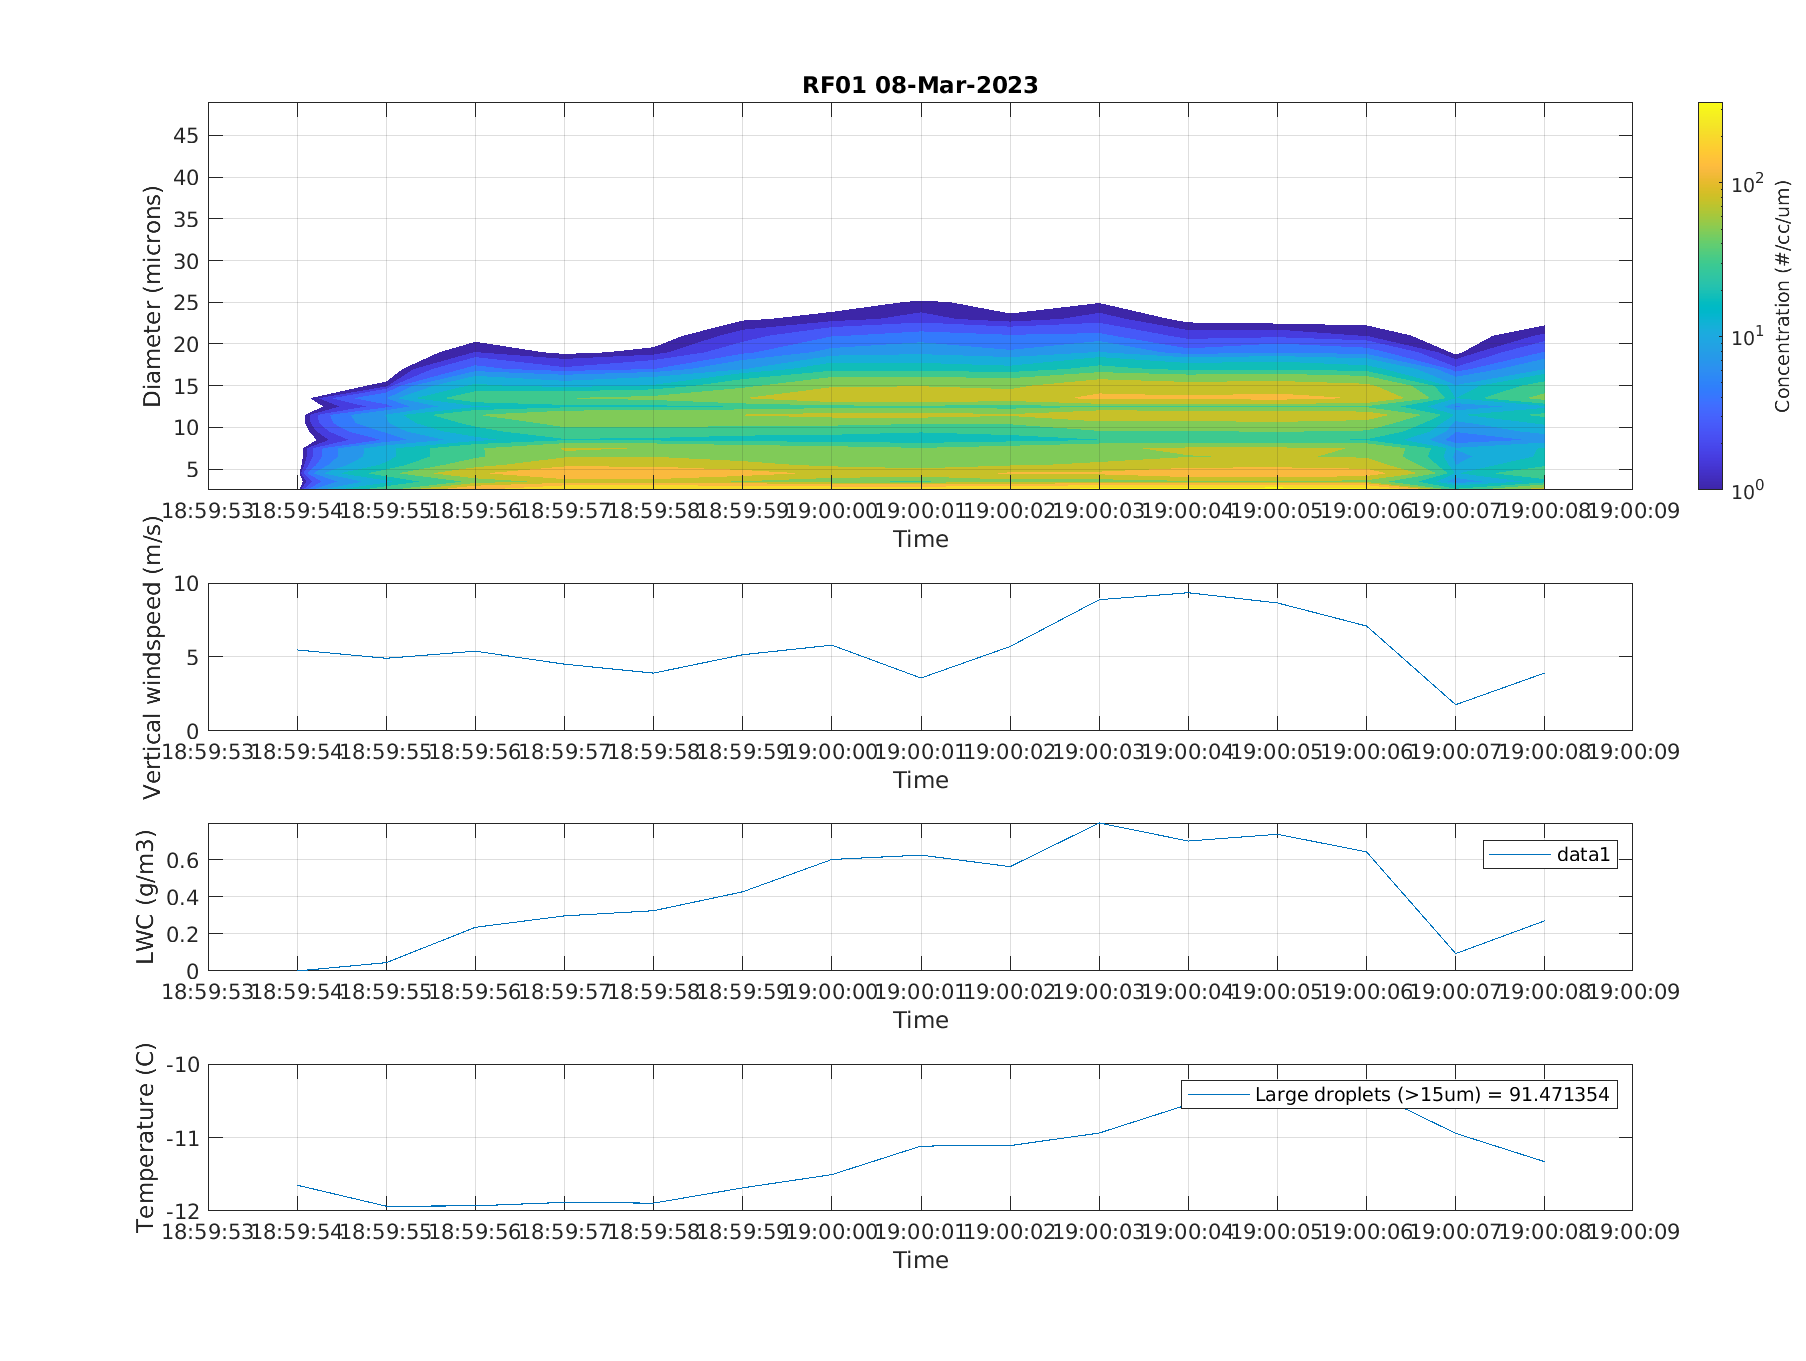 RF01 08-Mar-2023
Diameter (microns)
45
40
35
30
25
20
15
10
5
18:59:53 18:59:54 18:59:55 18:59:56 18:59:57 18:59:58 18:59:59 19:00:00 19:00:01 19:00:02 19:00:03 19:00:04 19:00:05 19:00:06 19:00:07 19:00:08 19:00:09
Time
10^2
10^1
10^0
Concentration (#/cc/um)
Vertical windspeed (m/s)
10
5
0
18:59:53 18:59:54 18:59:55 18:59:56 18:59:57 18:59:58 18:59:59 19:00:00 19:00:01 19:00:02 19:00:03 19:00:04 19:00:05 19:00:06 19:00:07 19:00:08 19:00:09
Time
LWC (g/m3)
0.6
0.4
0.2
0
data1
18:59:53 18:59:54 18:59:55 18:59:56 18:59:57 18:59:58 18:59:59 19:00:00 19:00:01 19:00:02 19:00:03 19:00:04 19:00:05 19:00:06 19:00:07 19:00:08 19:00:09
Time
Temperature (C)
-10
-11
-12
Large droplets (>15um) = 91.471354
18:59:53 18:59:54 18:59:55 18:59:56 18:59:57 18:59:58 18:59:59 19:00:00 19:00:01 19:00:02 19:00:03 19:00:04 19:00:05 19:00:06 19:00:07 19:00:08 19:00:09
Time